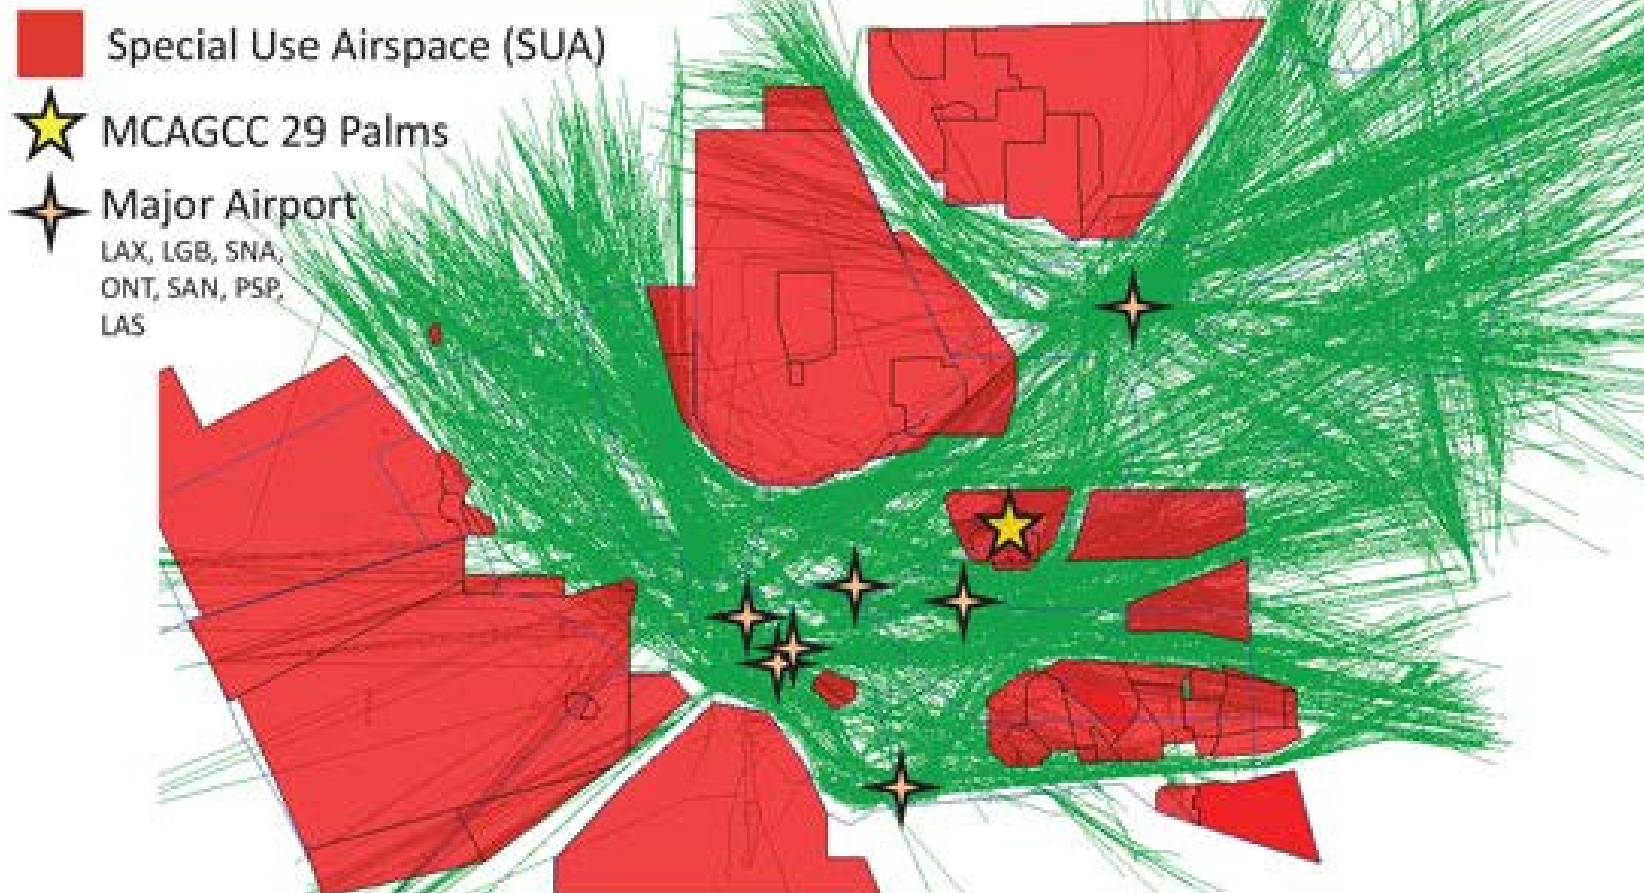 Special Use Airspace (SUA)
MCAGCC 29 Palms
Major Airport
LAX, LGB, SNA,
ONT, SAN, PSP,
LAS